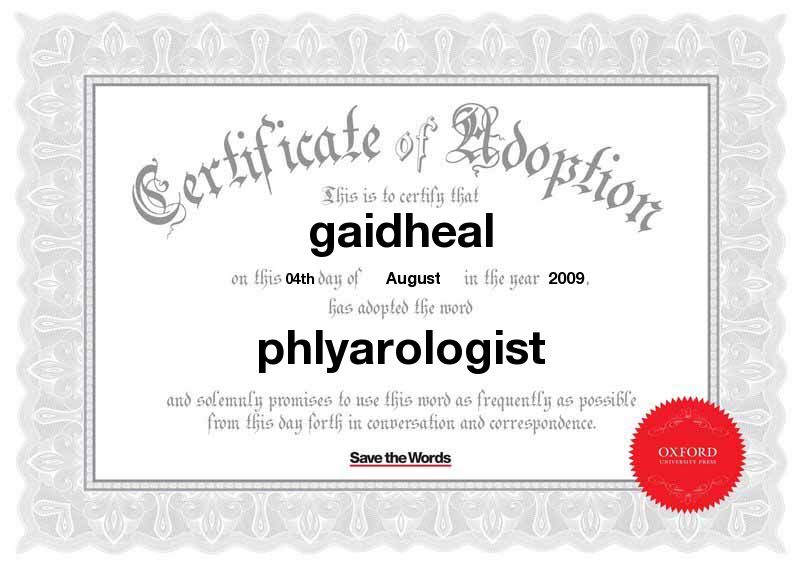 Certificate of Adoption
This is to certify that
gaidheal
on this 04th day of August in the year 2009,
has adopted the word
phlyarologist
and solemnly promises to use this word as frequently as possible
from this day forth in conversation and correspondence.
Save the Words
OXFORD
UNIVERSITY PRESS